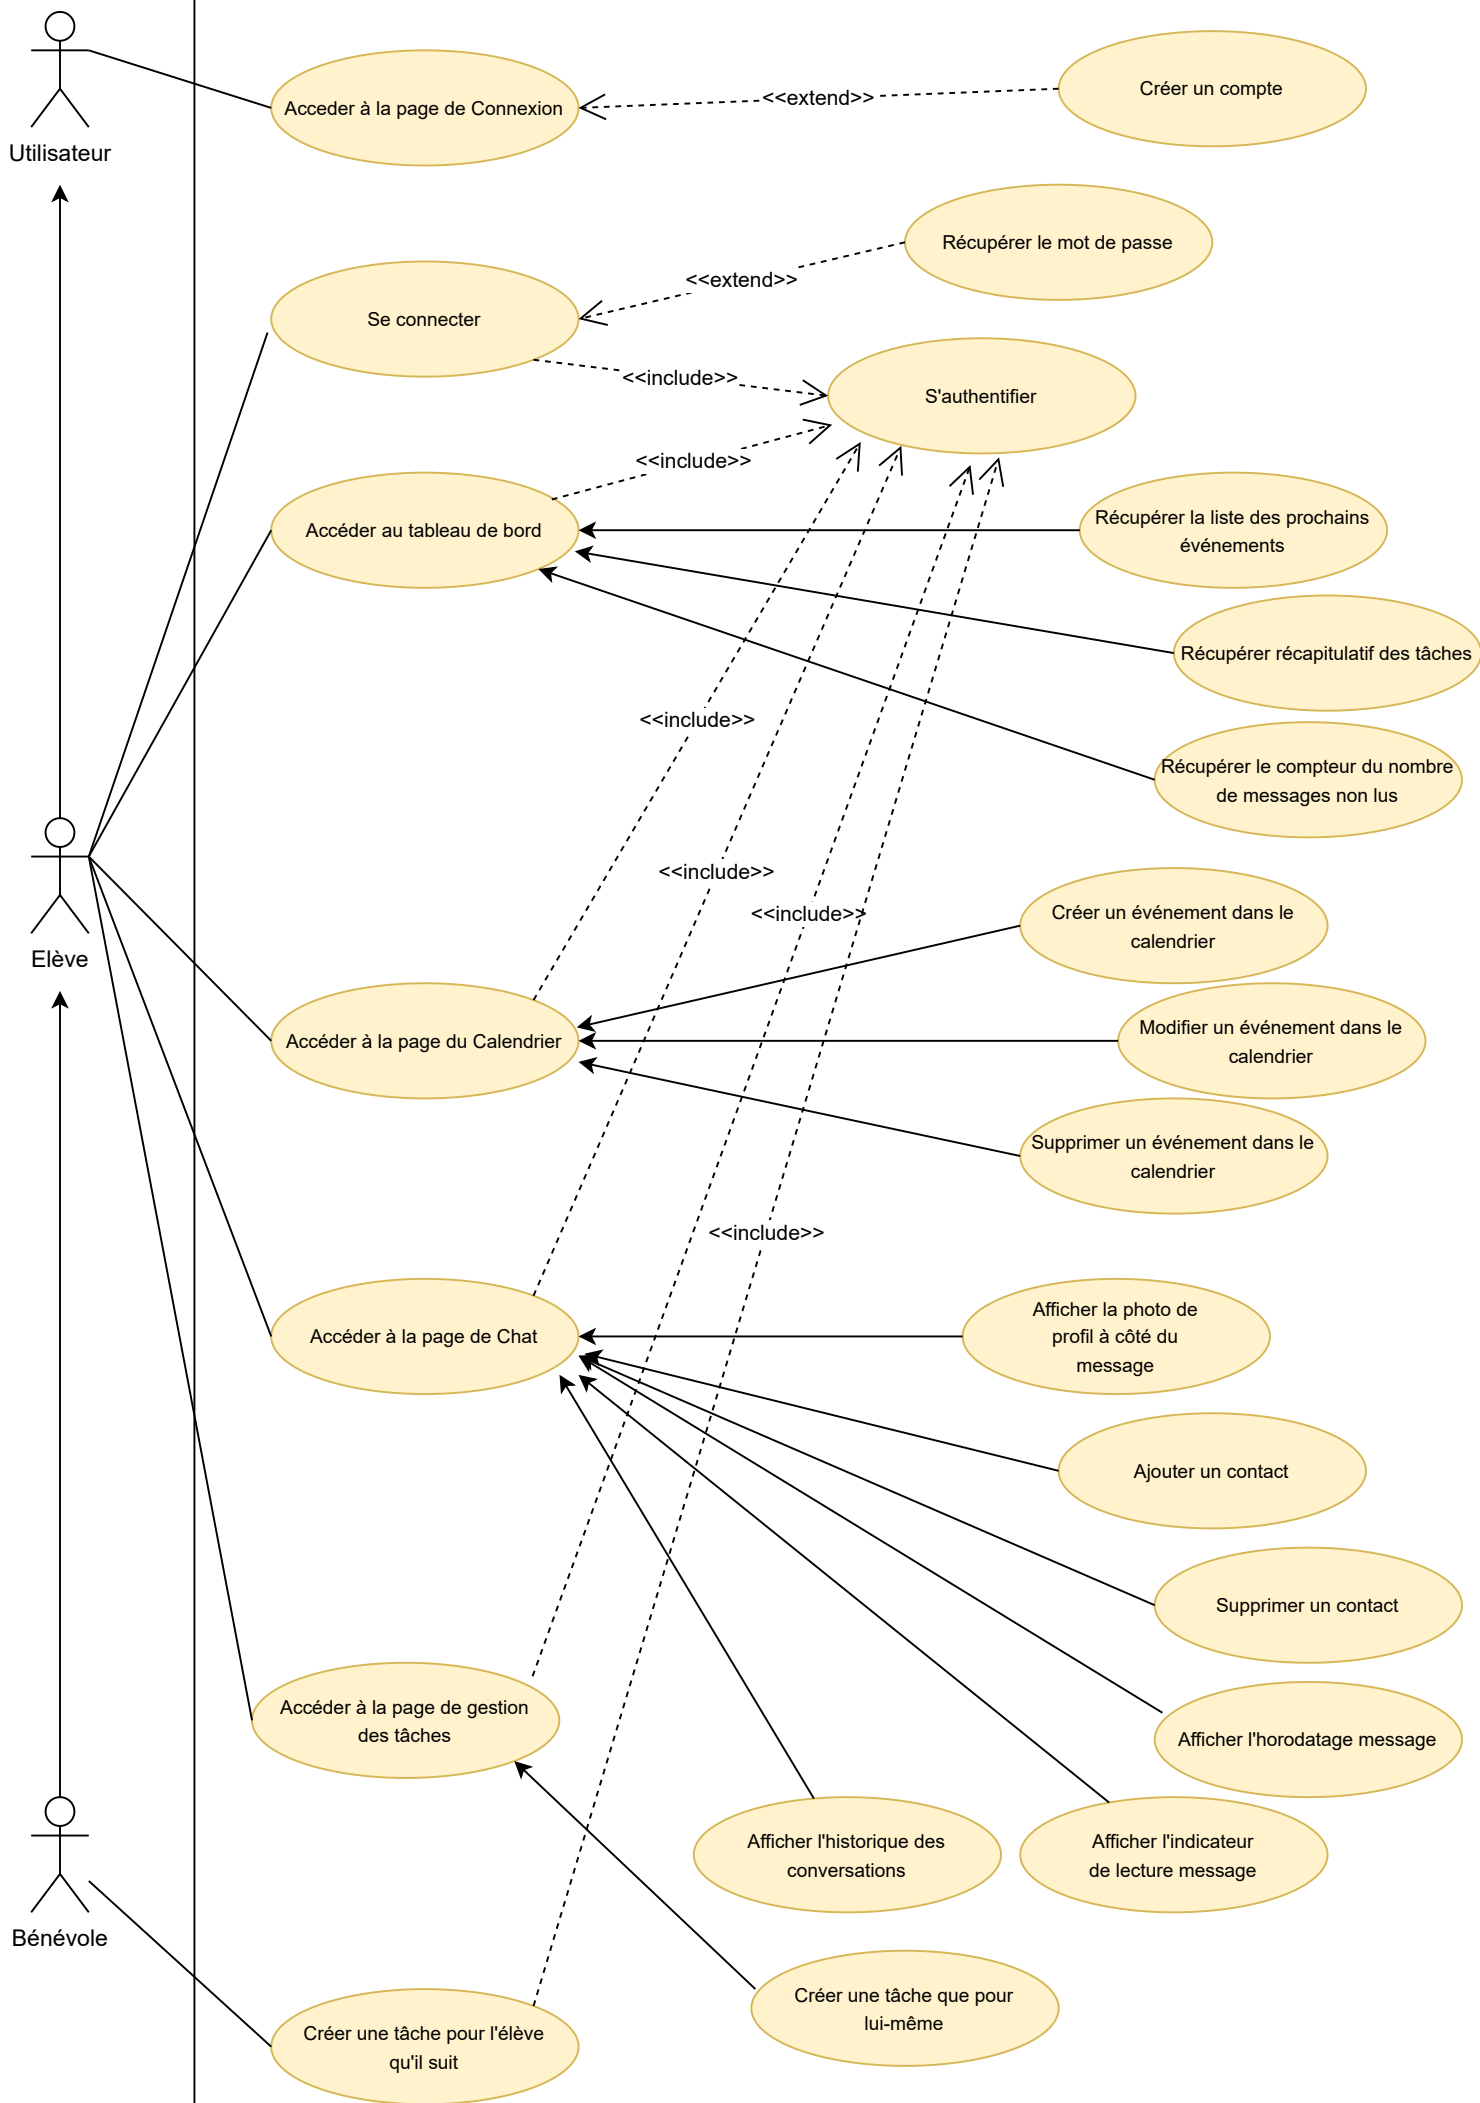 Utilisateur
Acceder à la page de Connexion
<<extend>>
Créer un compte
Récupérer le mot de passe
<<extend>>
Se connecter
<<include>>
S'authentifier
<<include>>
Accéder au tableau de bord
Récupérer la liste des prochains
événements
Récupérer récapitulatif des tâches
<<include>>
Récupérer le compteur du nombre
de messages non lus
<<include>>
<<include>>
Créer un événement dans le
calendrier
Elève
Accéder à la page du Calendrier
Modifier un événement dans le
calendrier
Supprimer un événement dans le
calendrier
<<include>>
Accéder à la page de Chat
Afficher la photo de
profil à côté du
message
Ajouter un contact
Supprimer un contact
Accéder à la page de gestion
des tâches
Afficher l'horodatage message
Afficher l'historique des
conversations
Afficher l'indicateur
de lecture message
Bénévole
Créer une tâche que pour
lui-même
Créer une tâche pour l'élève
qu'il suit